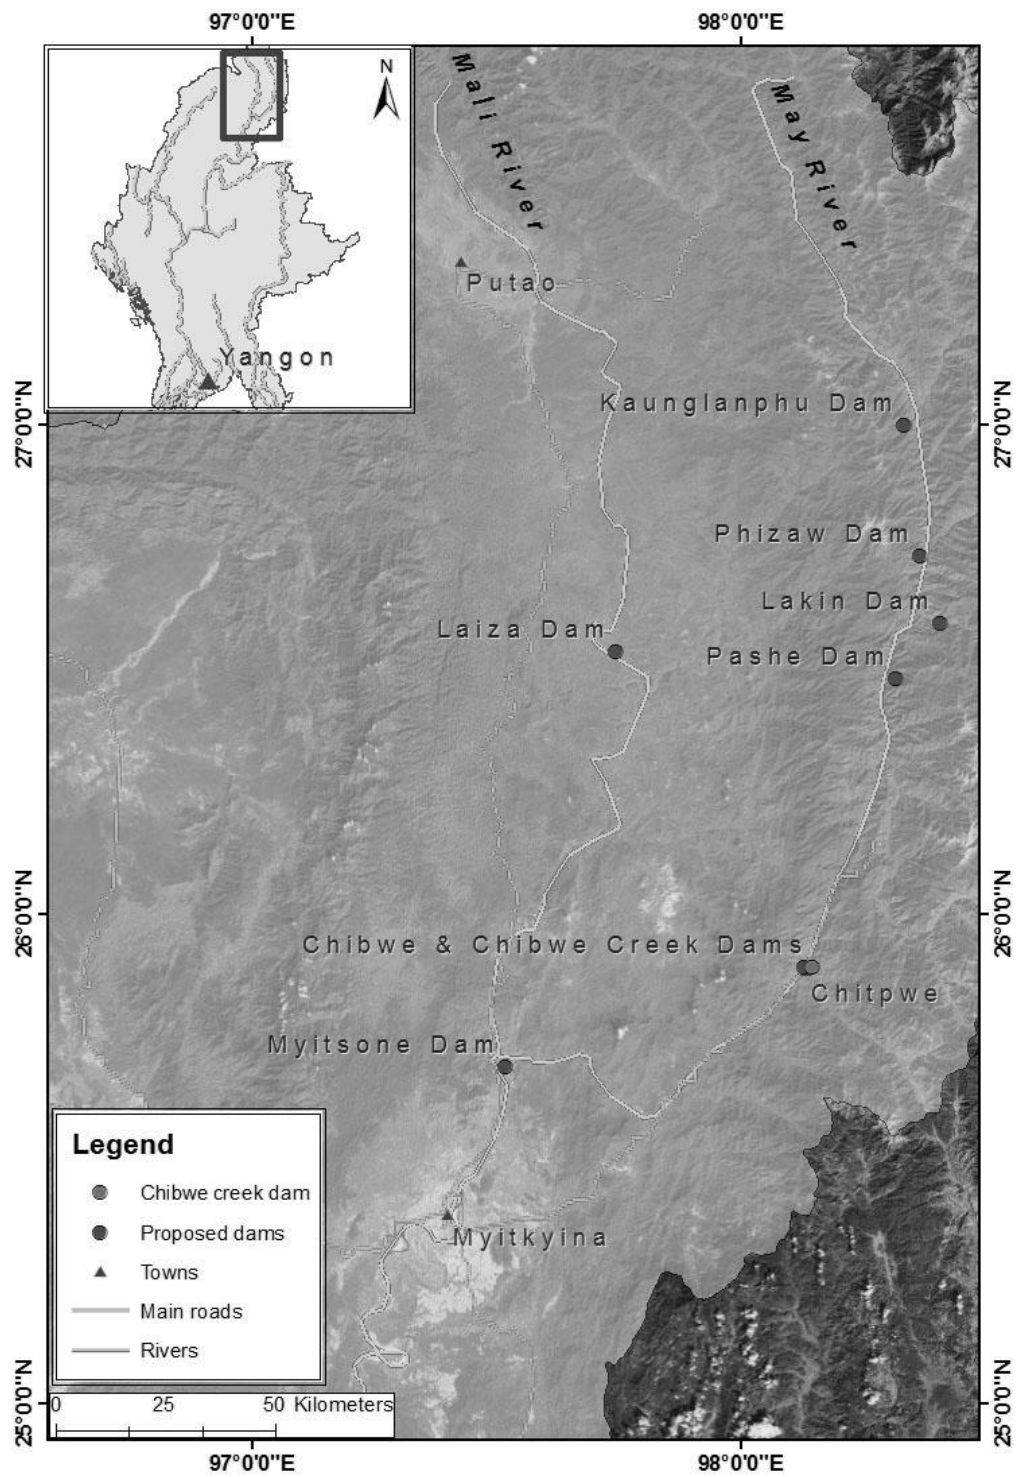 97°0'0"E 98°0'0"E
N
Mali River
May River
Putao
Yangon
27°0'0"N 27°0'0"N
Kaunglanphu Dam
Phizaw Dam
Lakin Dam
Laiza Dam
Pashe Dam
26°0'0"N 26°0'0"N
Chibwe & Chibwe Creek Dams
Chitpwe
Myitsone Dam
Myitkyina
Legend
Chibwe creek dam
Proposed dams
Towns
Main roads
Rivers
0 25 50 Kilometers
25°0'0"N 25°0'0"N
97°0'0"E 98°0'0"E